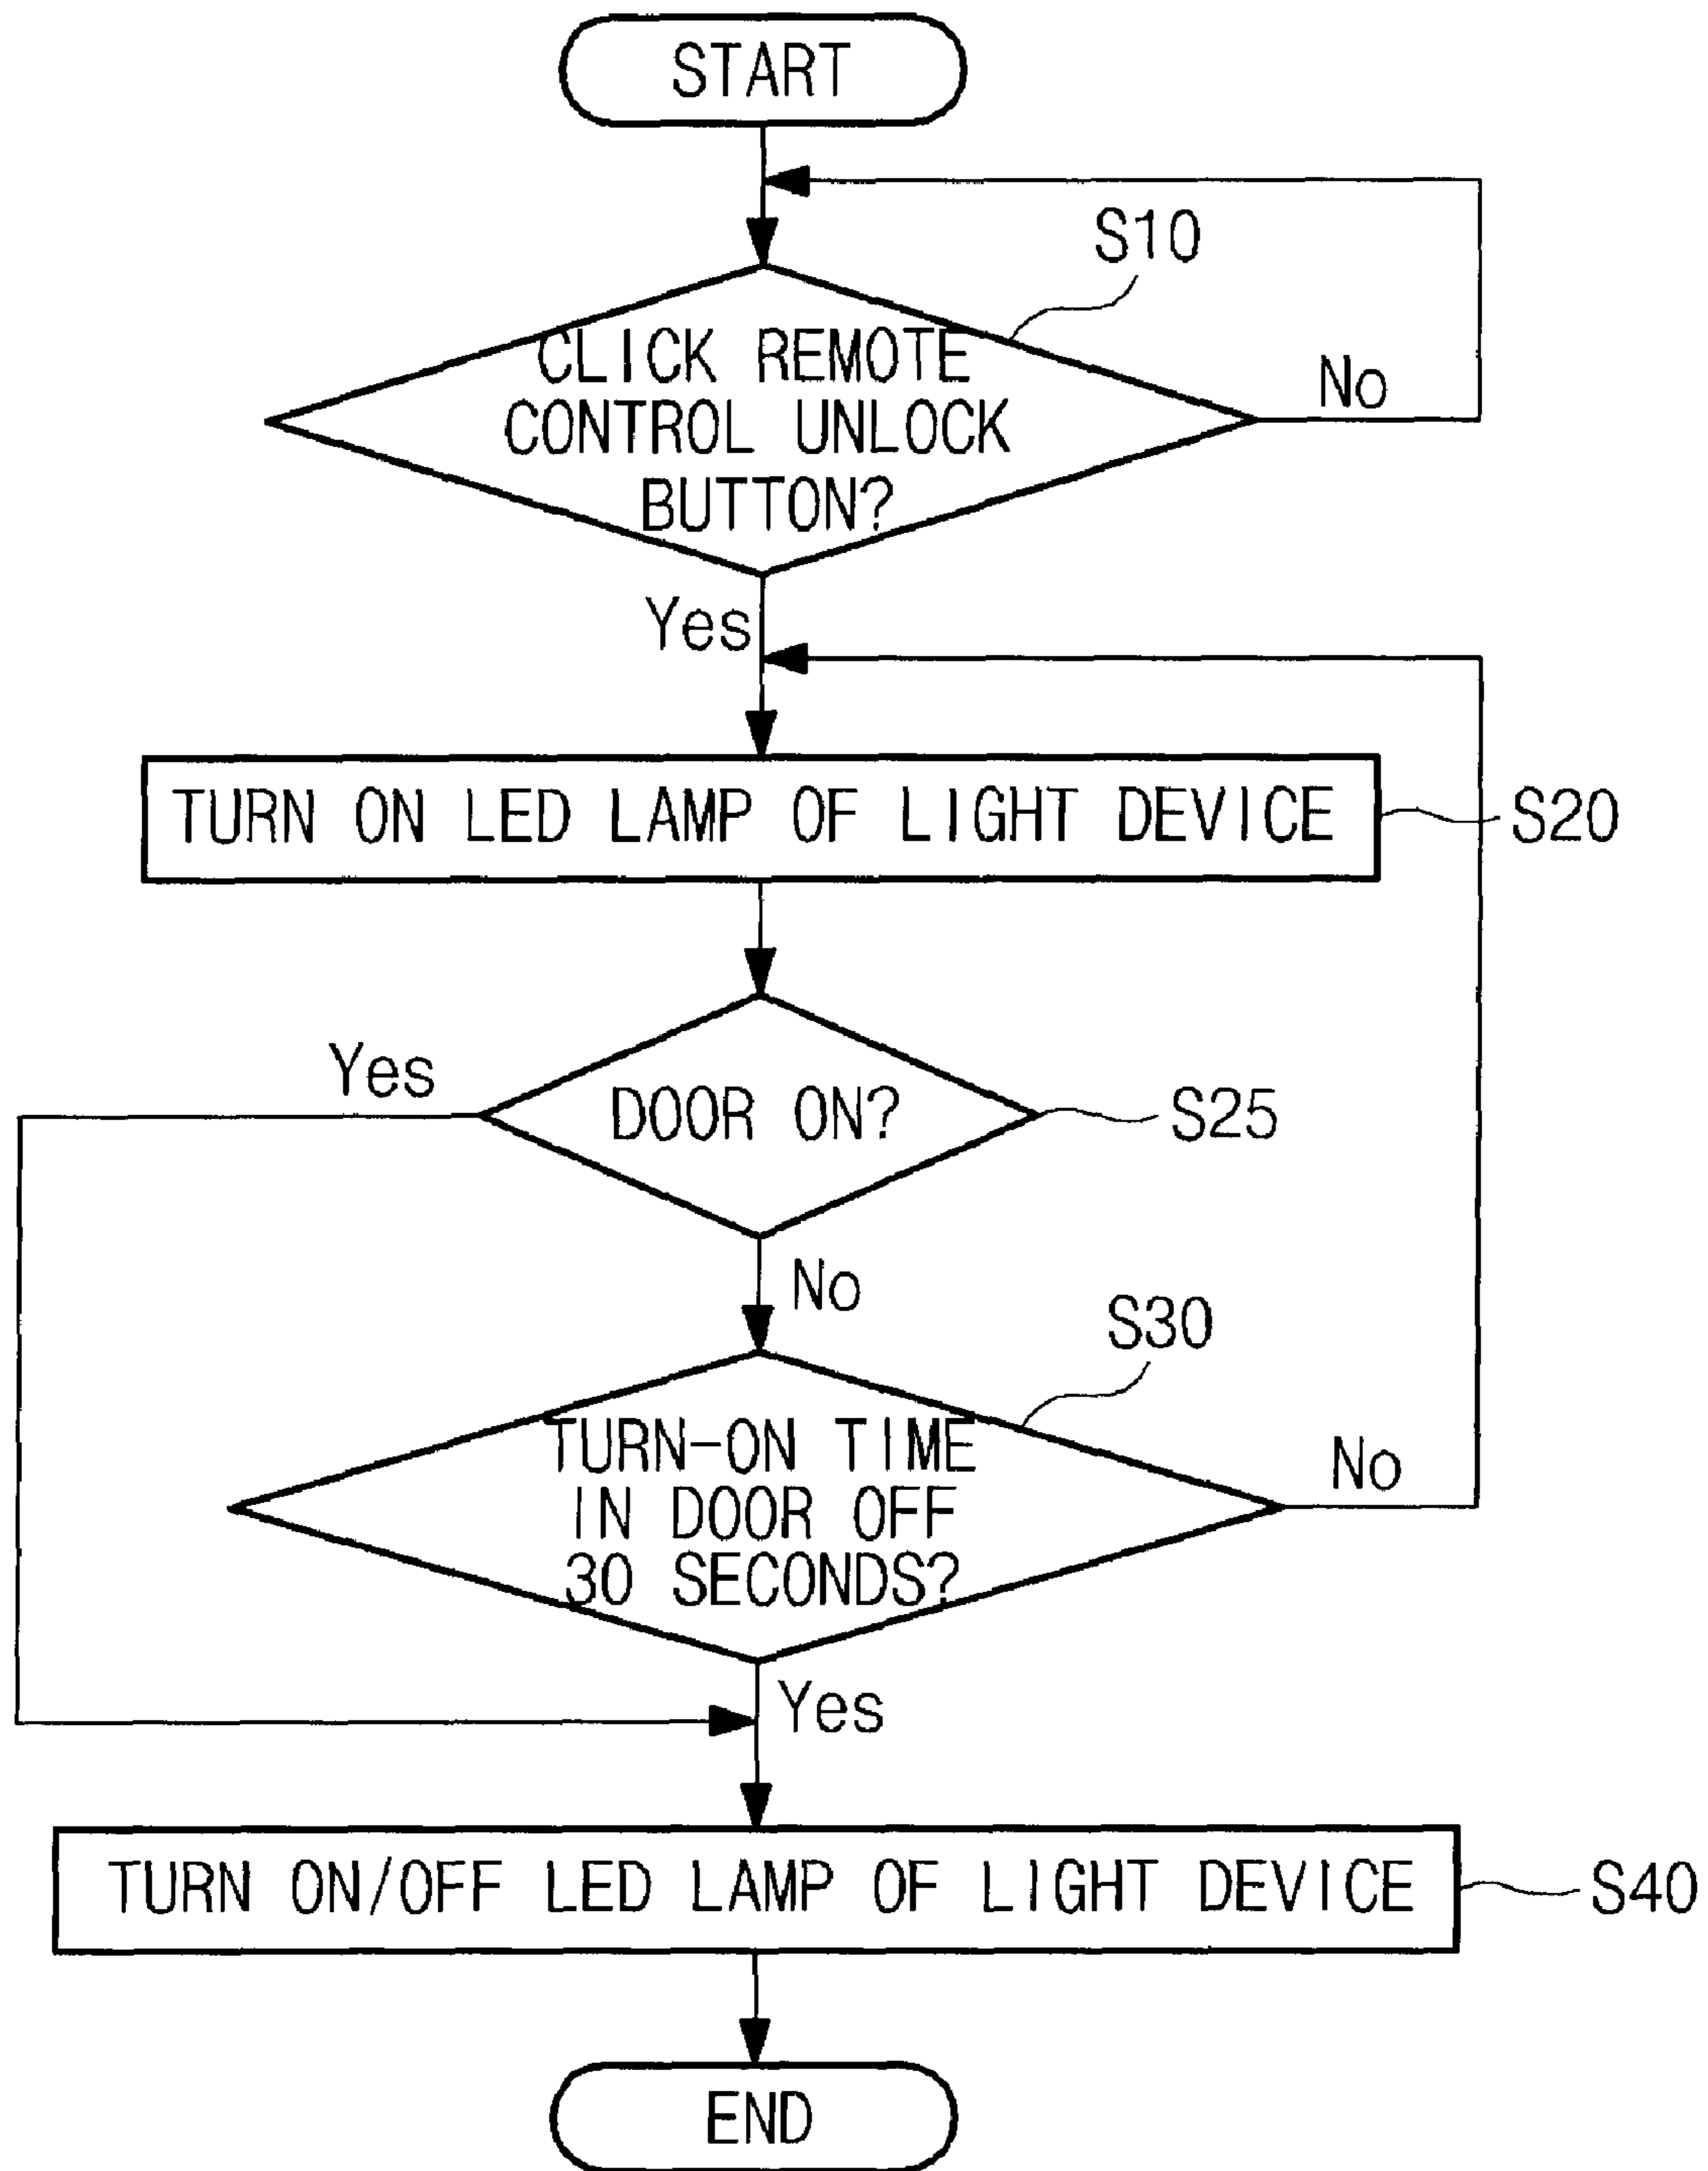 START
S10
CLICK REMOTE
CONTROL UNLOCK
BUTTON?
No
Yes
TURN ON LED LAMP OF LIGHT DEVICE
S20
Yes
DOOR ON?
S25
No
S30
TURN-ON TIME
IN DOOR OFF
30 SECONDS?
No
Yes
TURN ON/OFF LED LAMP OF LIGHT DEVICE
S40
END